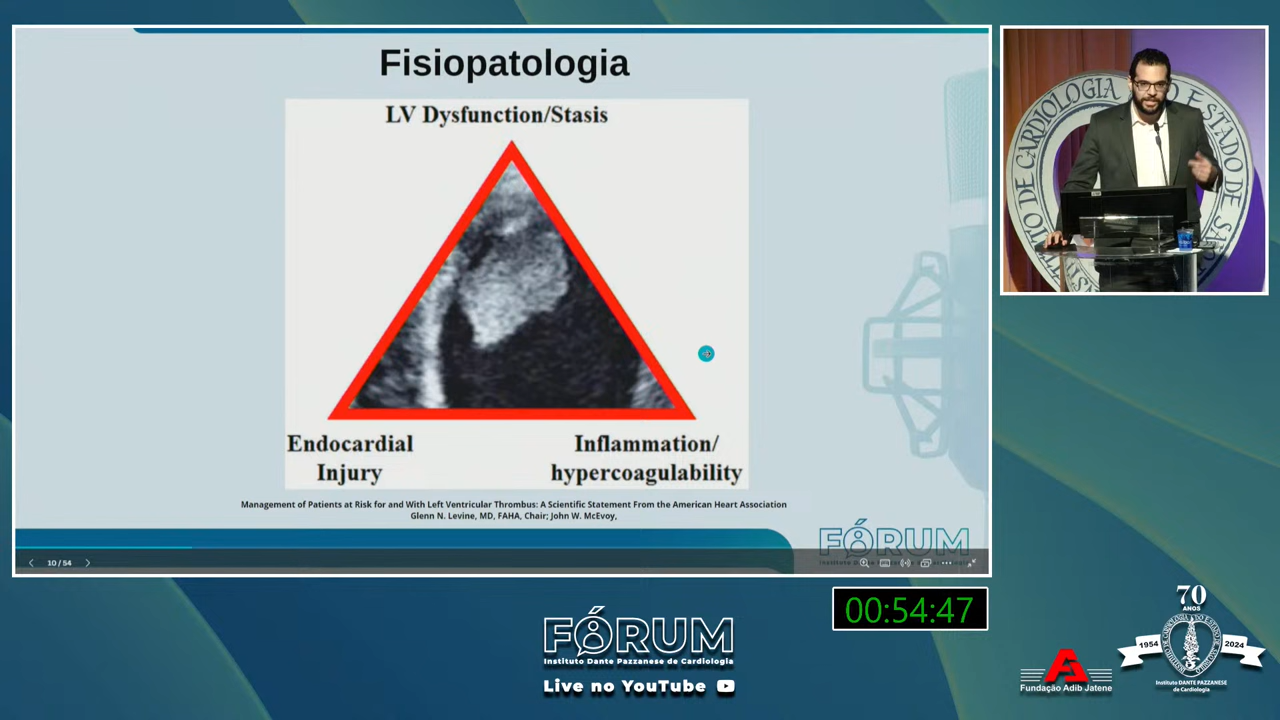 Fisiopatologia
LV Dysfunction/Stasis
Endocardial
Injury
Inflammation/
hypercoagulability
Management of Patients at Risk for and With Left Ventricular Thrombus: A Scientific Statement From the American Heart Association
Glenn N. Levine, MD, FAHA, Chair; John W. McEvoy,
FÓRUM
10 / 54
00:54:47
FÓRUM
Instituto Dante Pazzanese de Cardiologia
Live no YouTube
Fundação Adib Jatene
70
ANOS
1954
2024
Instituto DANTE PAZZANESE
de Cardiologia